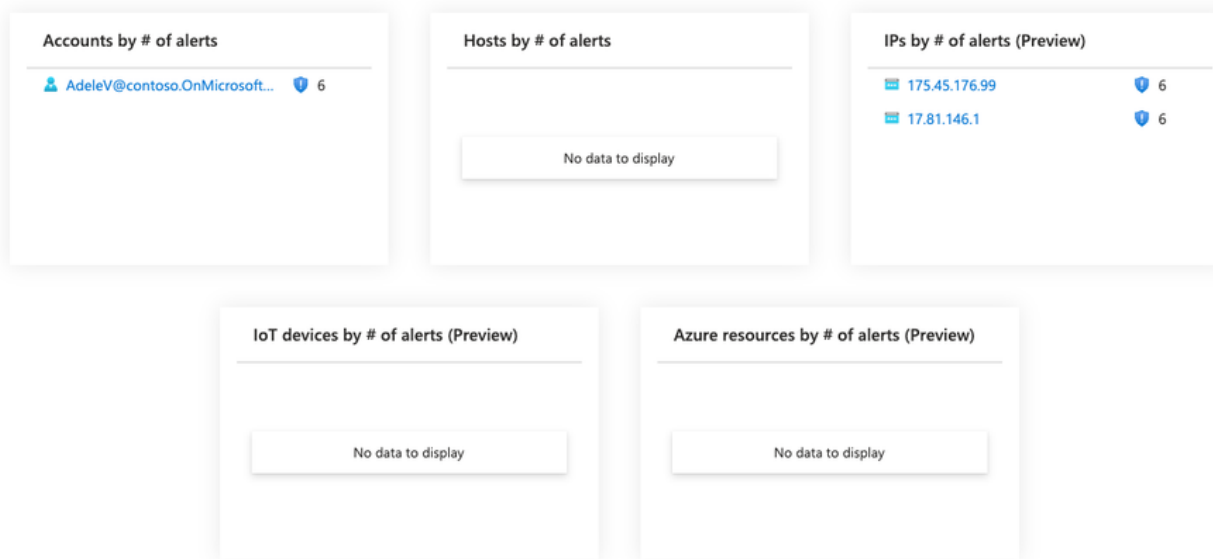 Accounts by # of alerts
AdeleV@contoso.OnMicrosoft... 6
Hosts by # of alerts
No data to display
IPs by # of alerts (Preview)
175.45.176.99 6
17.81.146.1 6
IoT devices by # of alerts (Preview)
No data to display
Azure resources by # of alerts (Preview)
No data to display